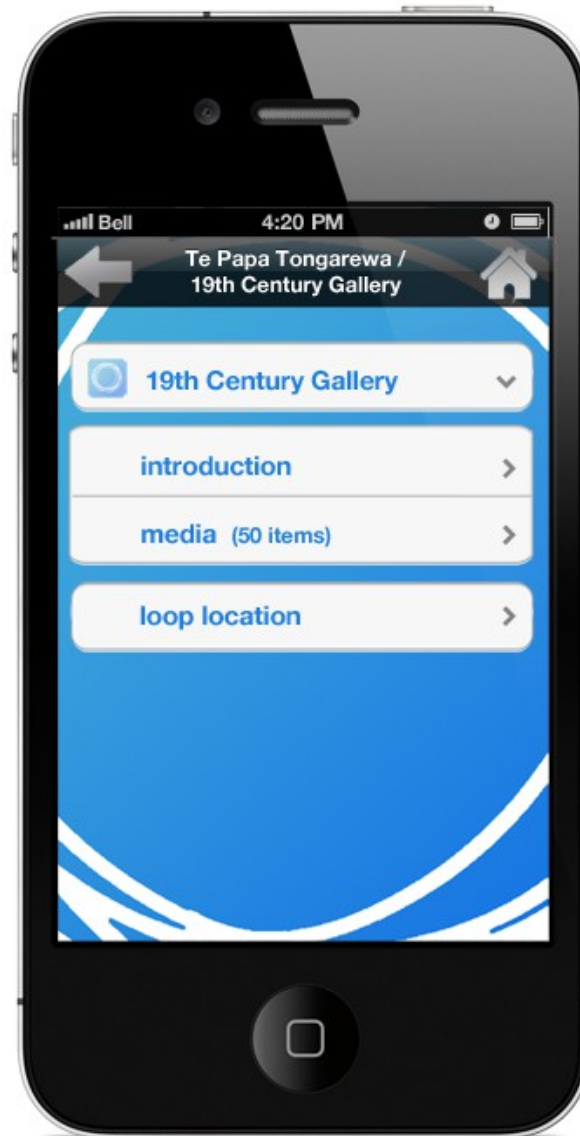 Bell 4:20 PM
Te Papa Tongarewa /
19th Century Gallery
19th Century Gallery
introduction
media (50 items)
loop location